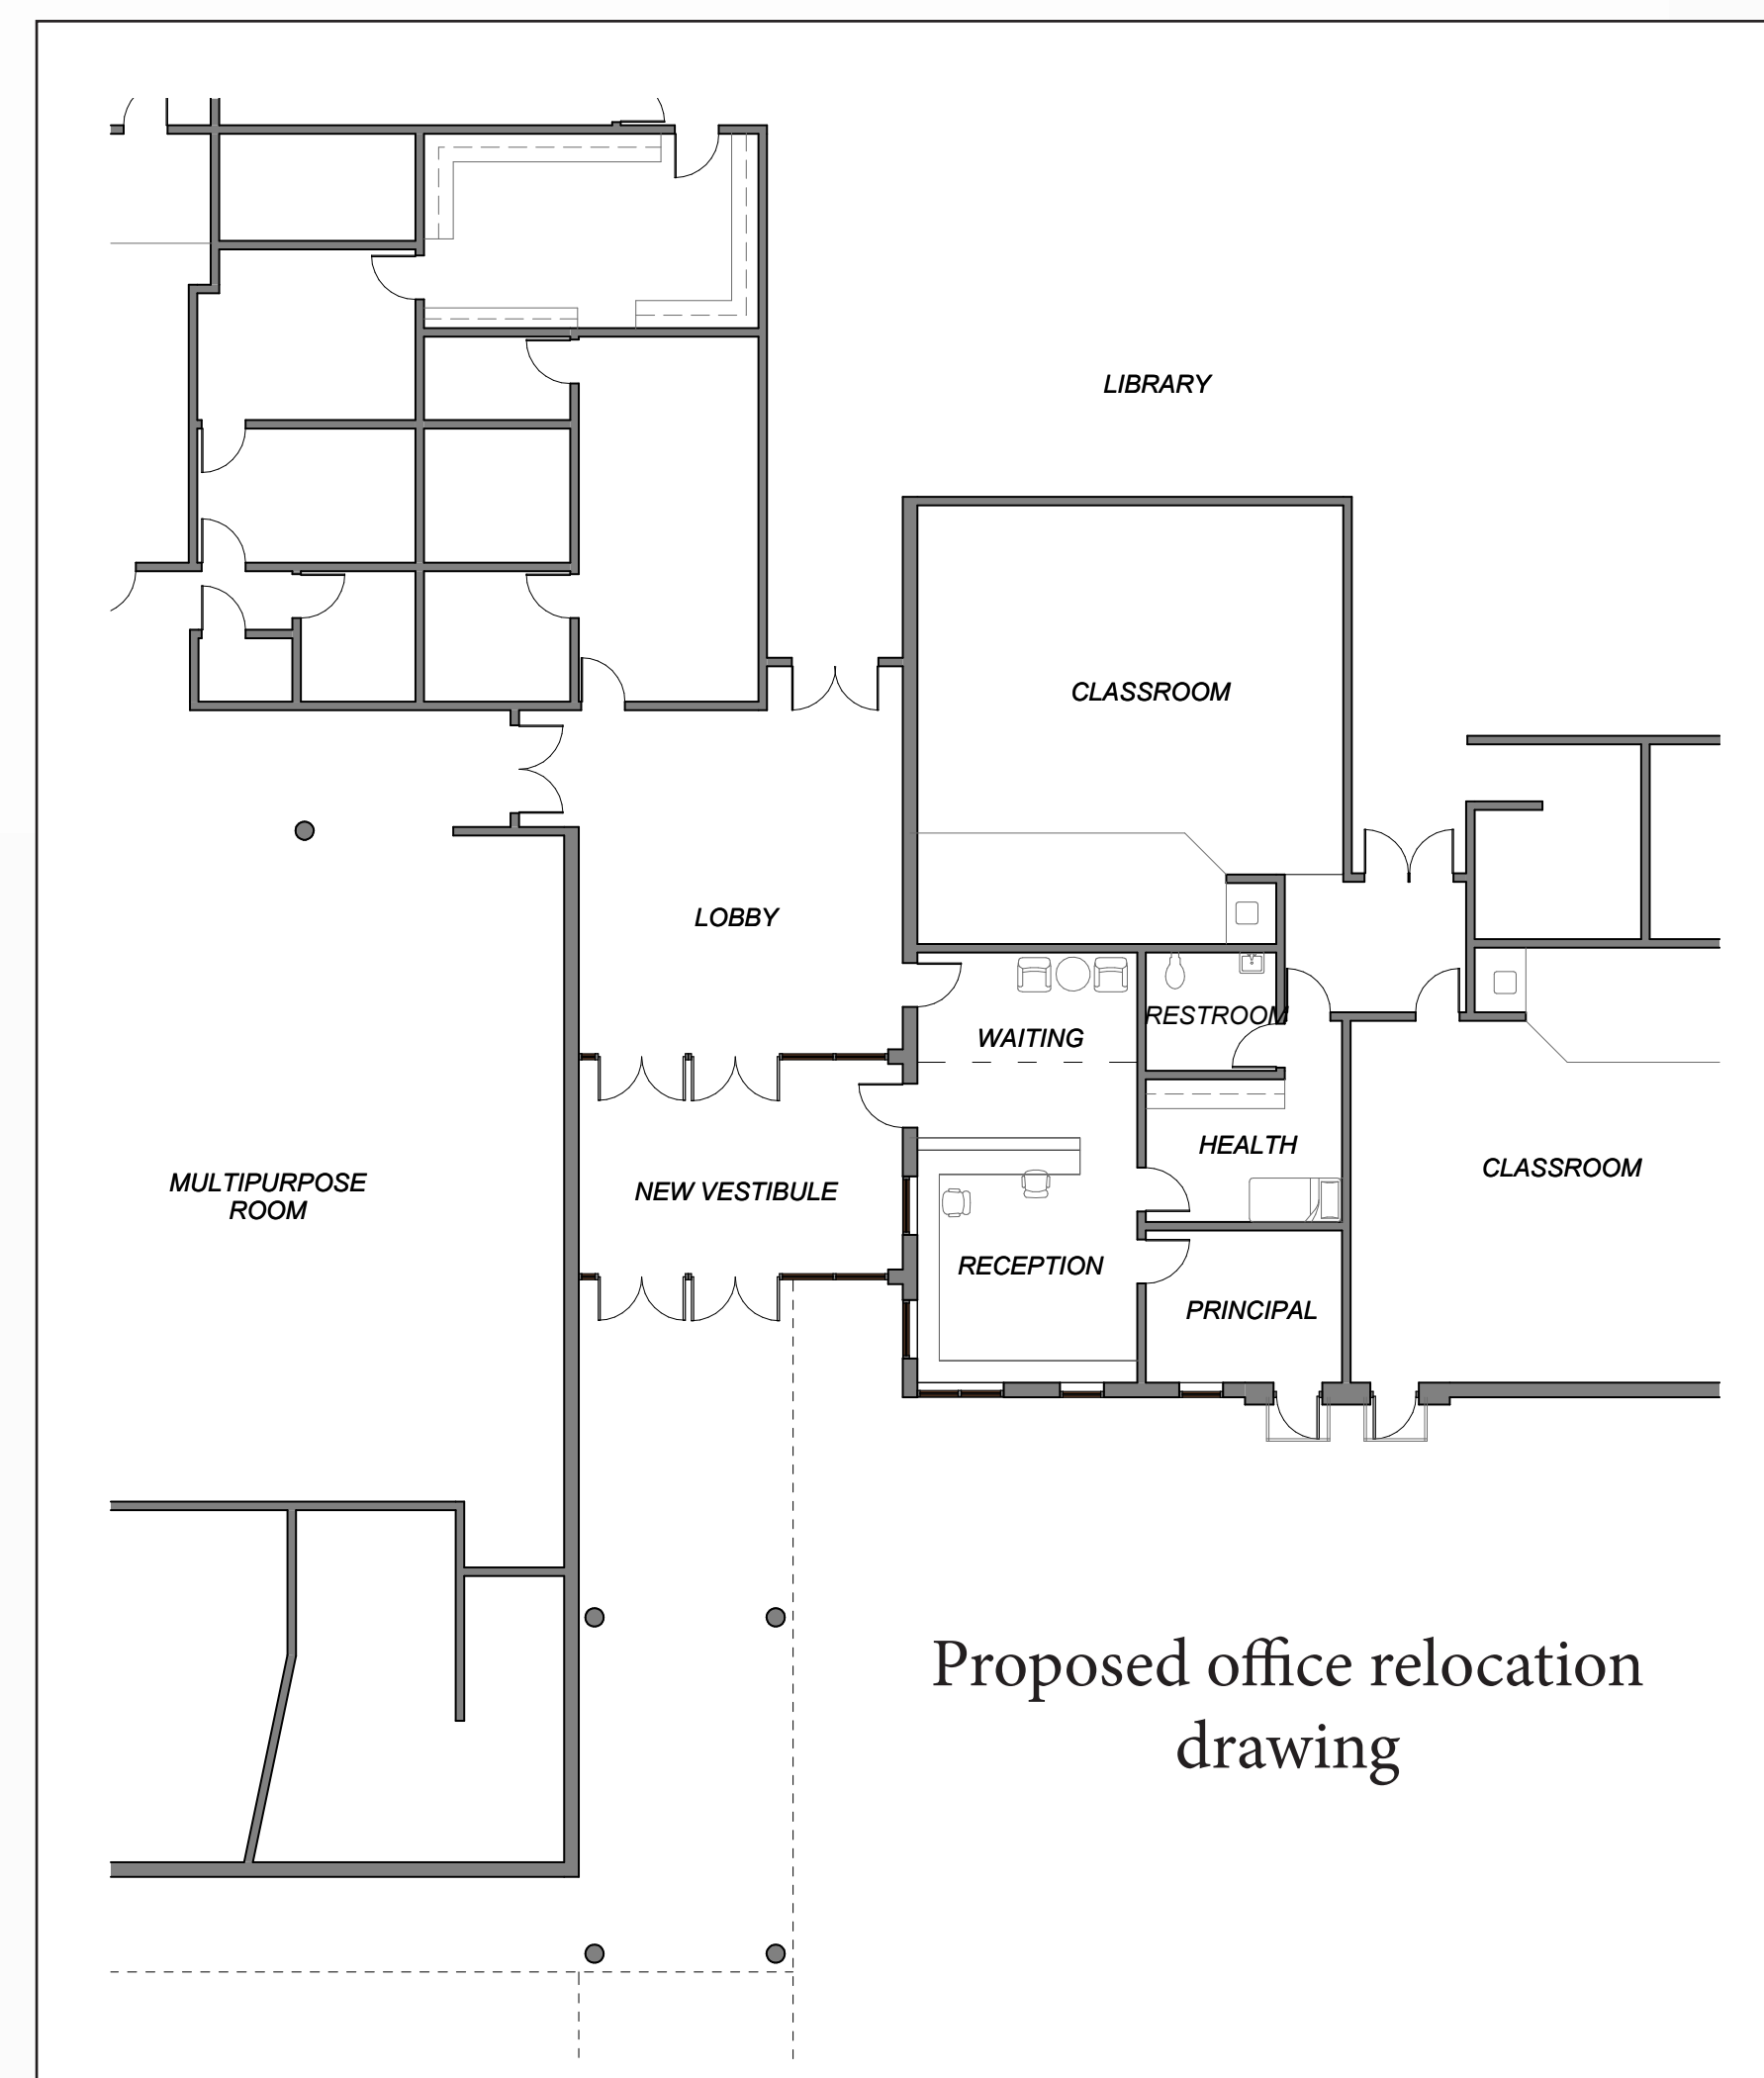 LIBRARY
CLASSROOM
LOBBY
RESTROOM
WAITING
HEALTH
CLASSROOM
MULTIPURPOSE
ROOM
NEW VESTIBULE
RECEPTION
PRINCIPAL
Proposed office relocation
drawing